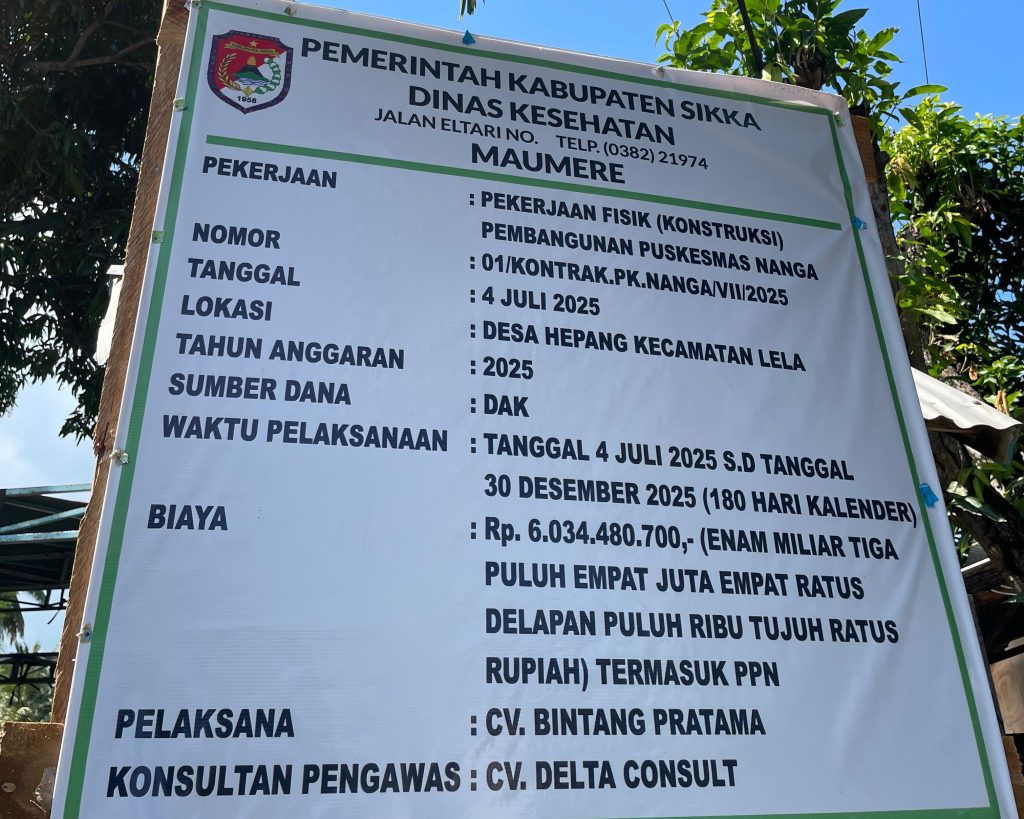 KABUPATEN SIKKA
1958
PEMERINTAH KABUPATEN SIKKA
DINAS KESEHATAN
JALAN ELTARI NO. TELP. (0382) 21974
MAUMERE
PEKERJAAN : PEKERJAAN FISIK (KONSTRUKSI)
PEMBANGUNAN PUSKESMAS NANGA
NOMOR : 01/KONTRAK.PK.NANGA/VII/2025
TANGGAL : 4 JULI 2025
LOKASI : DESA HEPANG KECAMATAN LELA
TAHUN ANGGARAN : 2025
SUMBER DANA : DAK
WAKTU PELAKSANAAN : TANGGAL 4 JULI 2025 S.D TANGGAL
30 DESEMBER 2025 (180 HARI KALENDER)
BIAYA : Rp. 6.034.480.700,- (ENAM MILIAR TIGA
PULUH EMPAT JUTA EMPAT RATUS
DELAPAN PULUH RIBU TUJUH RATUS
RUPIAH) TERMASUK PPN
PELAKSANA : CV. BINTANG PRATAMA
KONSULTAN PENGAWAS : CV. DELTA CONSULT